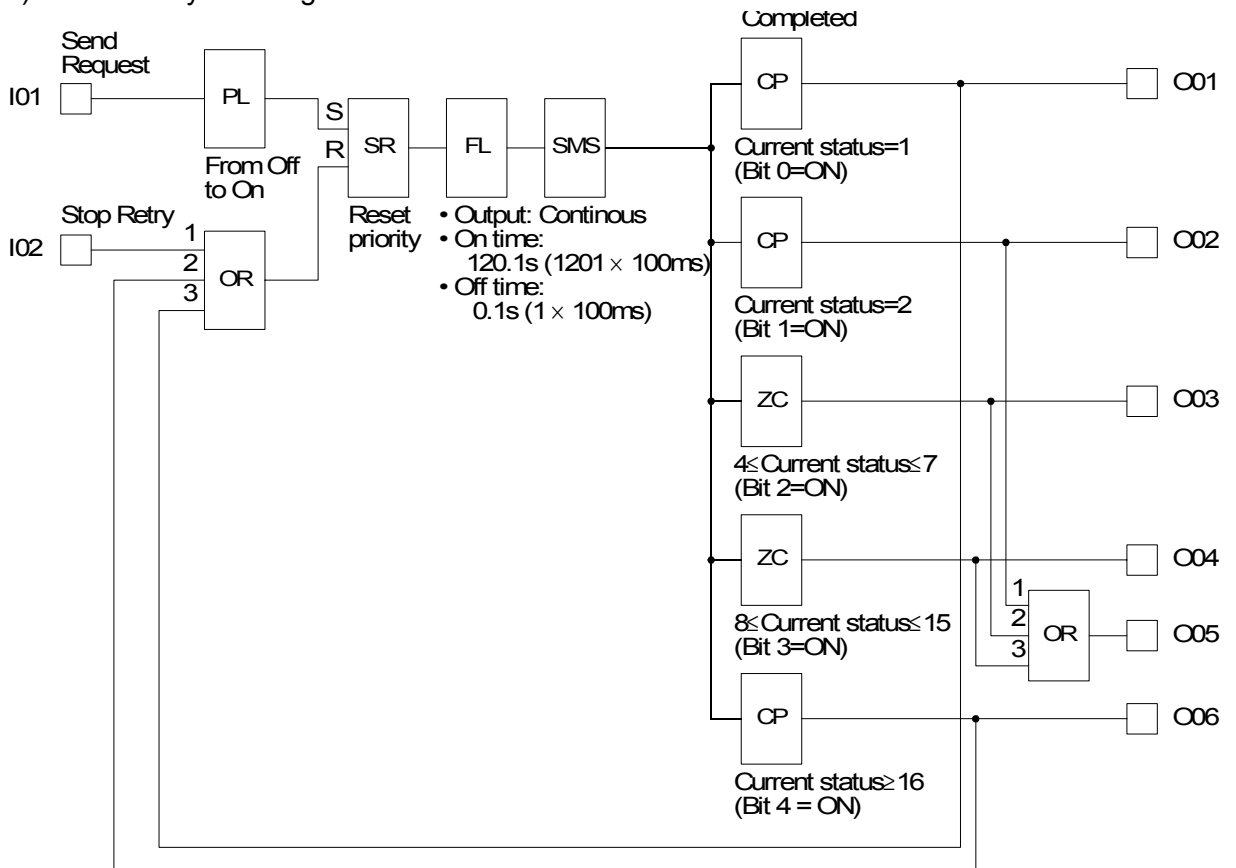 Completed
Send
Request
I01
PL
From Off
to On
S
R
SR
Reset
priority
FL
SMS
• Output: Continous
• On time:
120.1s (1201 × 100ms)
• Off time:
0.1s (1 × 100ms)
Stop Retry
I02
1
2
3
OR
CP
Current status=1
(Bit 0=ON)
O01
CP
Current status=2
(Bit 1=ON)
O02
ZC
4≤Current status≤7
(Bit 2=ON)
O03
ZC
8≤Current status≤15
(Bit 3=ON)
O04
1
2
3
OR
O05
CP
Current status≥16
(Bit 4 = ON)
O06